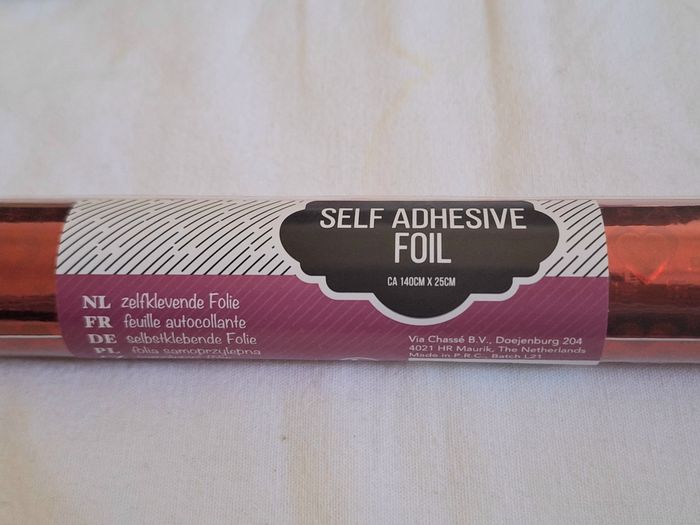 SELF ADHESIVE
FOIL
CA 140CM X 25CM
NL zelfklevende Folie
FR feuille autocollante
DE selbstklebende Folie
PL folia samoprzylepna
Via Chassé B.V., Doejenburg 204
4021 HR Maurik, The Netherlands
Made in P.R.C., Batch L21